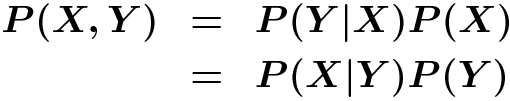 P(X, Y) = P(Y|X)P(X)
= P(X|Y)P(Y)